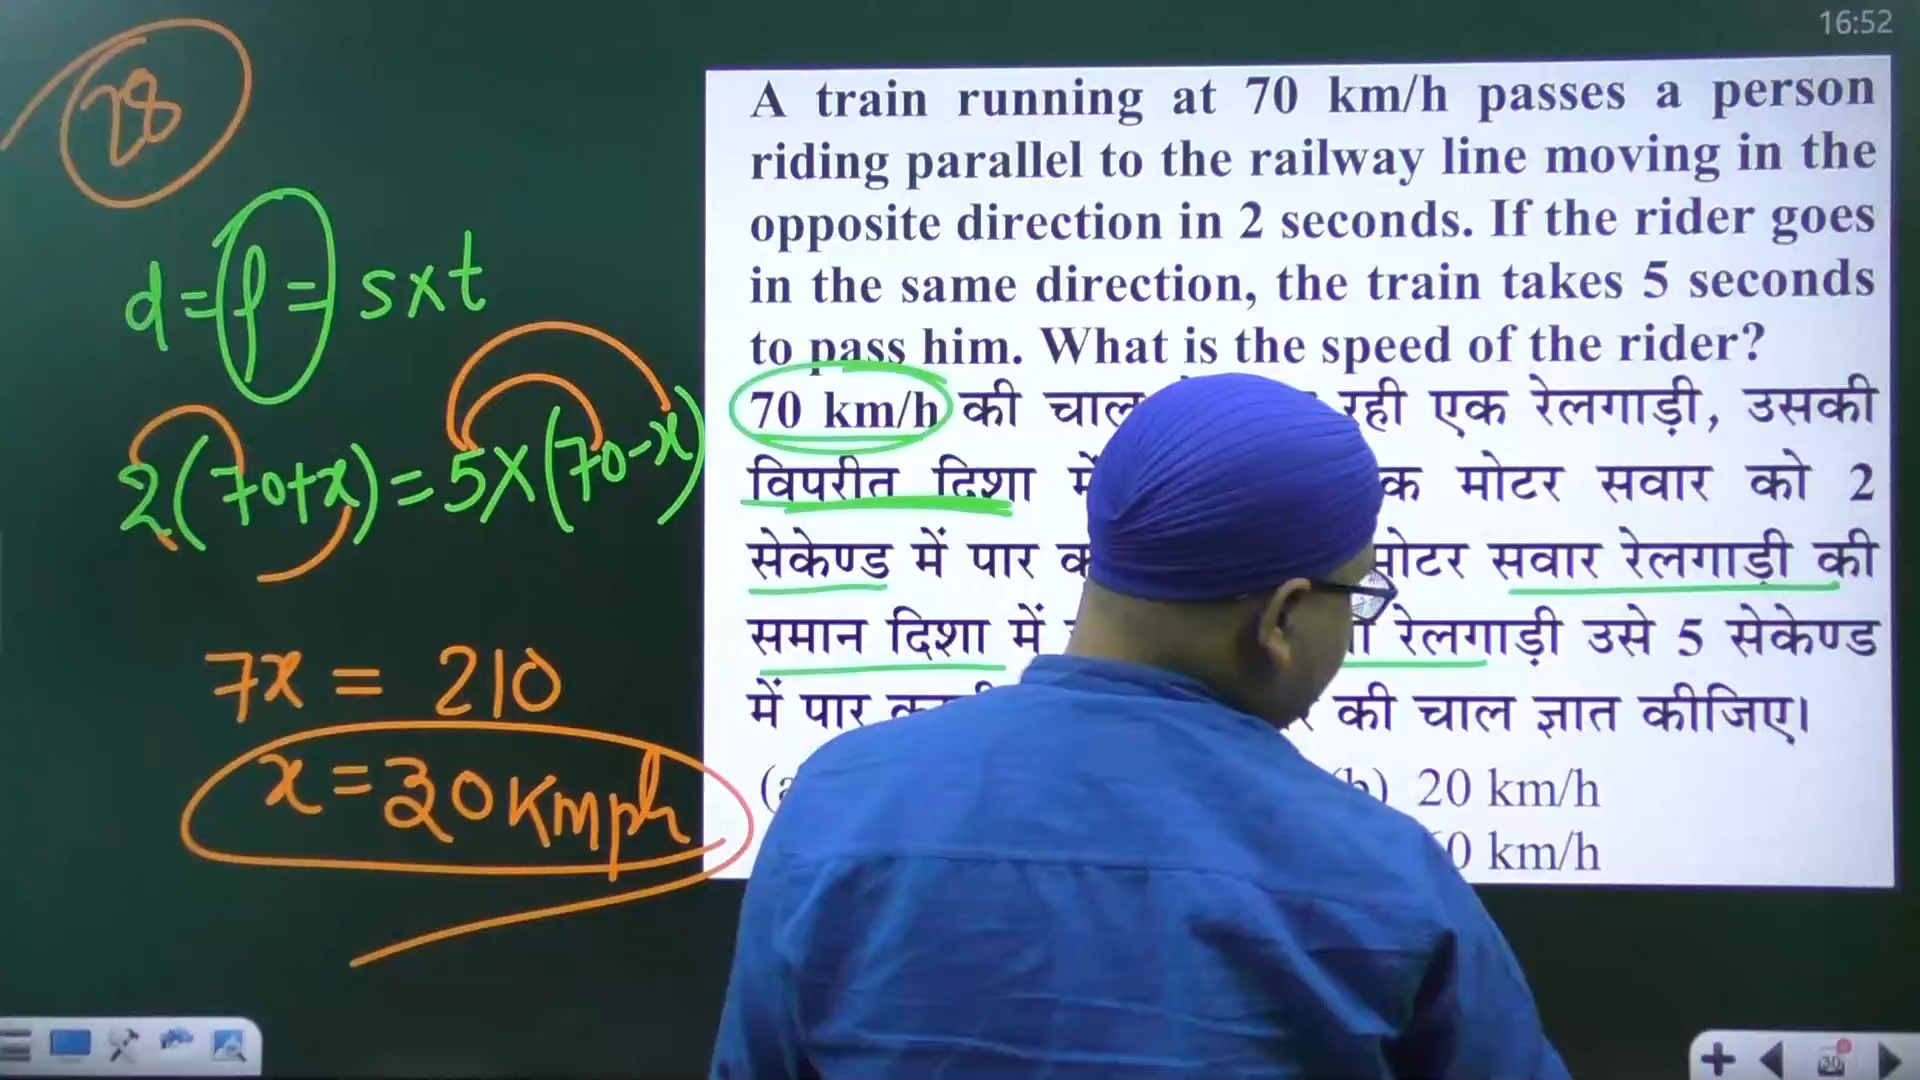 16:52
28
d = l = s x t
2(70+x) = 5x(70-x)
7x = 210
x = 30 Kmph
A train running at 70 km/h passes a person
riding parallel to the railway line moving in the
opposite direction in 2 seconds. If the rider goes
in the same direction, the train takes 5 seconds
to pass him. What is the speed of the rider?
70 km/h की चाल रही एक रेलगाड़ी, उसकी
विपरीत दिशा में मोटर सवार को 2
सेकेण्ड में पार मोटर सवार रेलगाड़ी की
समान दिशा में रेलगाड़ी उसे 5 सेकेण्ड
में पार की चाल ज्ञात कीजिए।
(b) 20 km/h
km/h